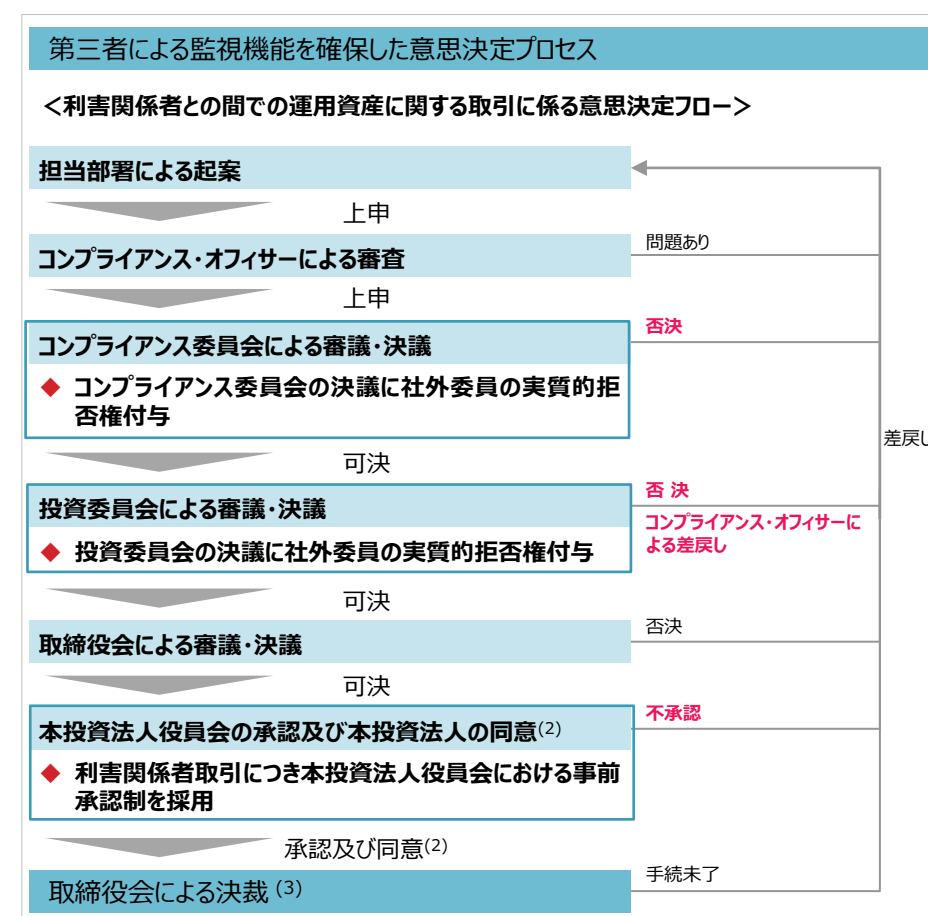 第三者による監視機能を確保した意思決定プロセス
＜利害関係者との間での運用資産に関する取引に係る意思決定フロー＞
担当部署による起案
上申
問題あり
コンプライアンス・オフィサーによる審査
上申
否決
コンプライアンス委員会による審議・決議
◆ コンプライアンス委員会の決議に社外委員の実質的拒
否権付与
差戻し
可決
否 決
投資委員会による審議・決議
コンプライアンス・オフィサーに
よる差戻し
◆ 投資委員会の決議に社外委員の実質的拒否権付与
可決
否決
取締役会による審議・決議
可決
不承認
本投資法人役員会の承認及び本投資法人の同意(2)
◆ 利害関係者取引につき本投資法人役員会における事前
承認制を採用
承認及び同意(2)
手続未了
取締役会による決裁 (3)